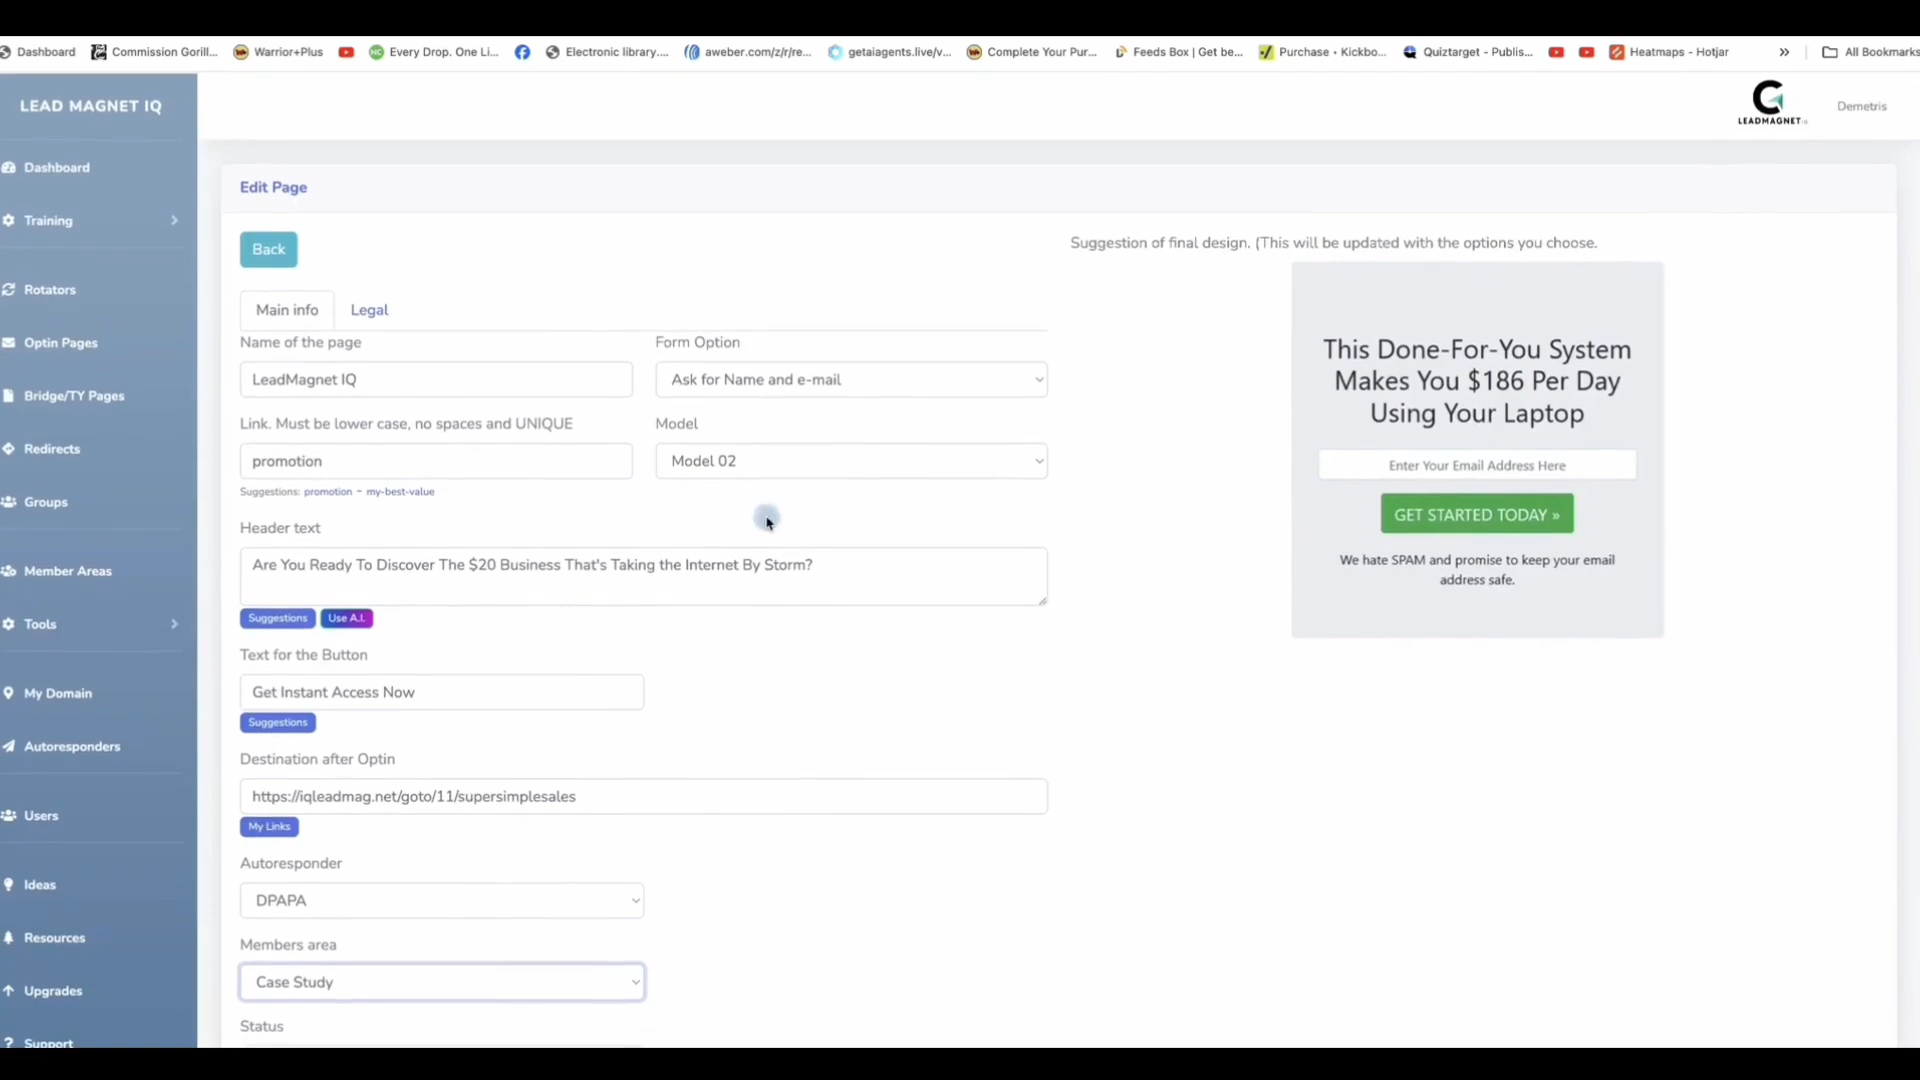 Dashboard
Commission Gorill...
Warrior+Plus
Every Drop. One Li...
Electronic library....
aweber.com/z/r/re...
getaiagents.live/v...
Complete Your Pur...
Feeds Box | Get be...
Purchase • Kickbo...
Quiztarget - Publis...
Heatmaps - Hotjar
»
All Bookmarks
LEAD MAGNET IQ
LEADMAGNET
Demetris
Dashboard
Training
Rotators
Optin Pages
Bridge/TY Pages
Redirects
Groups
Member Areas
Tools
My Domain
Autoresponders
Users
Ideas
Resources
Upgrades
Support
Edit Page
Back
Main info
Legal
Name of the page
LeadMagnet IQ
Form Option
Ask for Name and e-mail
Link. Must be lower case, no spaces and UNIQUE
promotion
Suggestions: promotion - my-best-value
Model
Model 02
Header text
Are You Ready To Discover The $20 Business That's Taking the Internet By Storm?
Suggestions
Use A.I.
Text for the Button
Get Instant Access Now
Suggestions
Destination after Optin
https://iqleadmag.net/goto/11/supersimplesales
My Links
Autoresponder
DPAPA
Members area
Case Study
Status
Suggestion of final design. (This will be updated with the options you choose.
This Done-For-You System
Makes You $186 Per Day
Using Your Laptop
Enter Your Email Address Here
GET STARTED TODAY »
We hate SPAM and promise to keep your email
address safe.